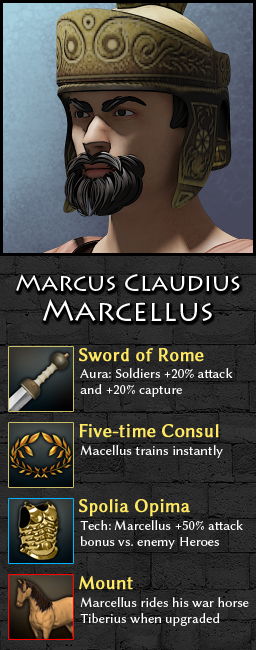 Marcus Claudius
Marcellus
Sword of Rome
Aura: Soldiers +20% attack
and +20% capture
Five-time Consul
Macellus trains instantly
Spolia Opima
Tech: Marcellus +50% attack
bonus vs. enemy Heroes
Mount
Marcellus rides his war horse
Tiberius when upgraded